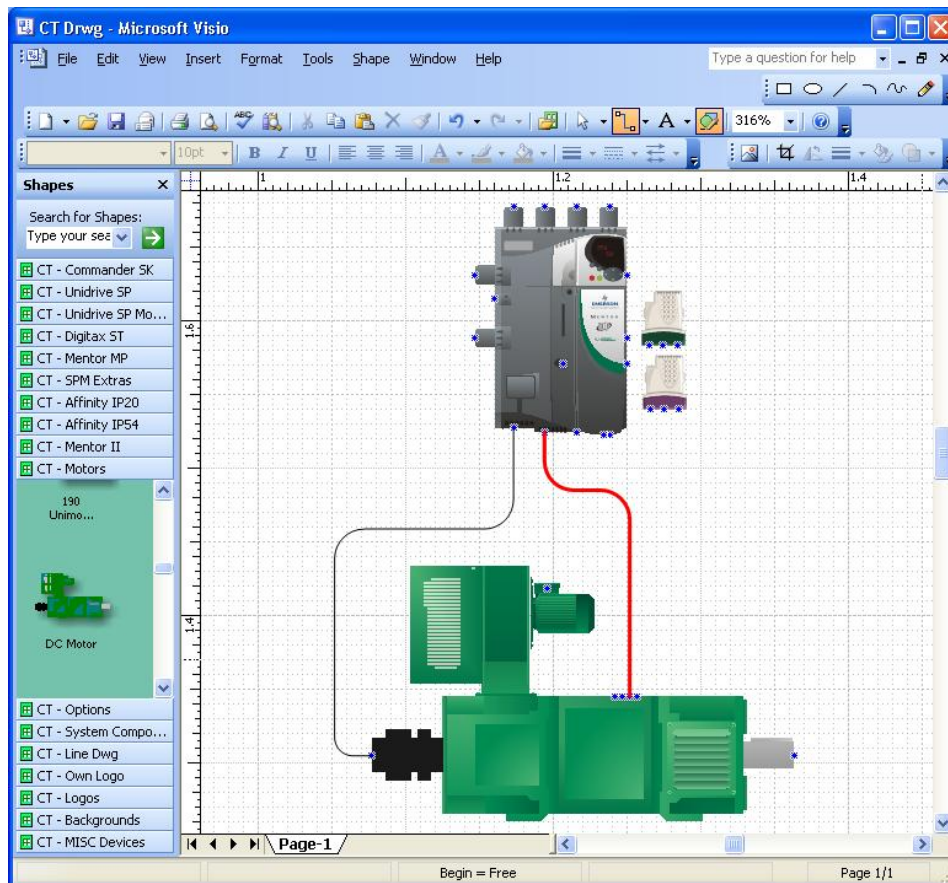 CT Drwg - Microsoft Visio
File Edit View Insert Format Tools Shape Window Help
Type a question for help
ABC
A
316%
10pt
B I U
A
Shapes
Search for Shapes:
Type your sea
CT - Commander SK
CT - Unidrive SP
CT - Unidrive SP Mo...
CT - Digitax ST
CT - Mentor MP
CT - SPM Extras
CT - Affinity IP20
CT - Affinity IP54
CT - Mentor II
CT - Motors
190
Unimo...
DC Motor
CT - Options
CT - System Compo...
CT - Line Dwg
CT - Own Logo
CT - Logos
CT - Backgrounds
CT - MISC Devices
1 1.2 1.4
1.6
1.4
EMERSON
MENTOR
MP
Page-1
Begin = Free
Page 1/1